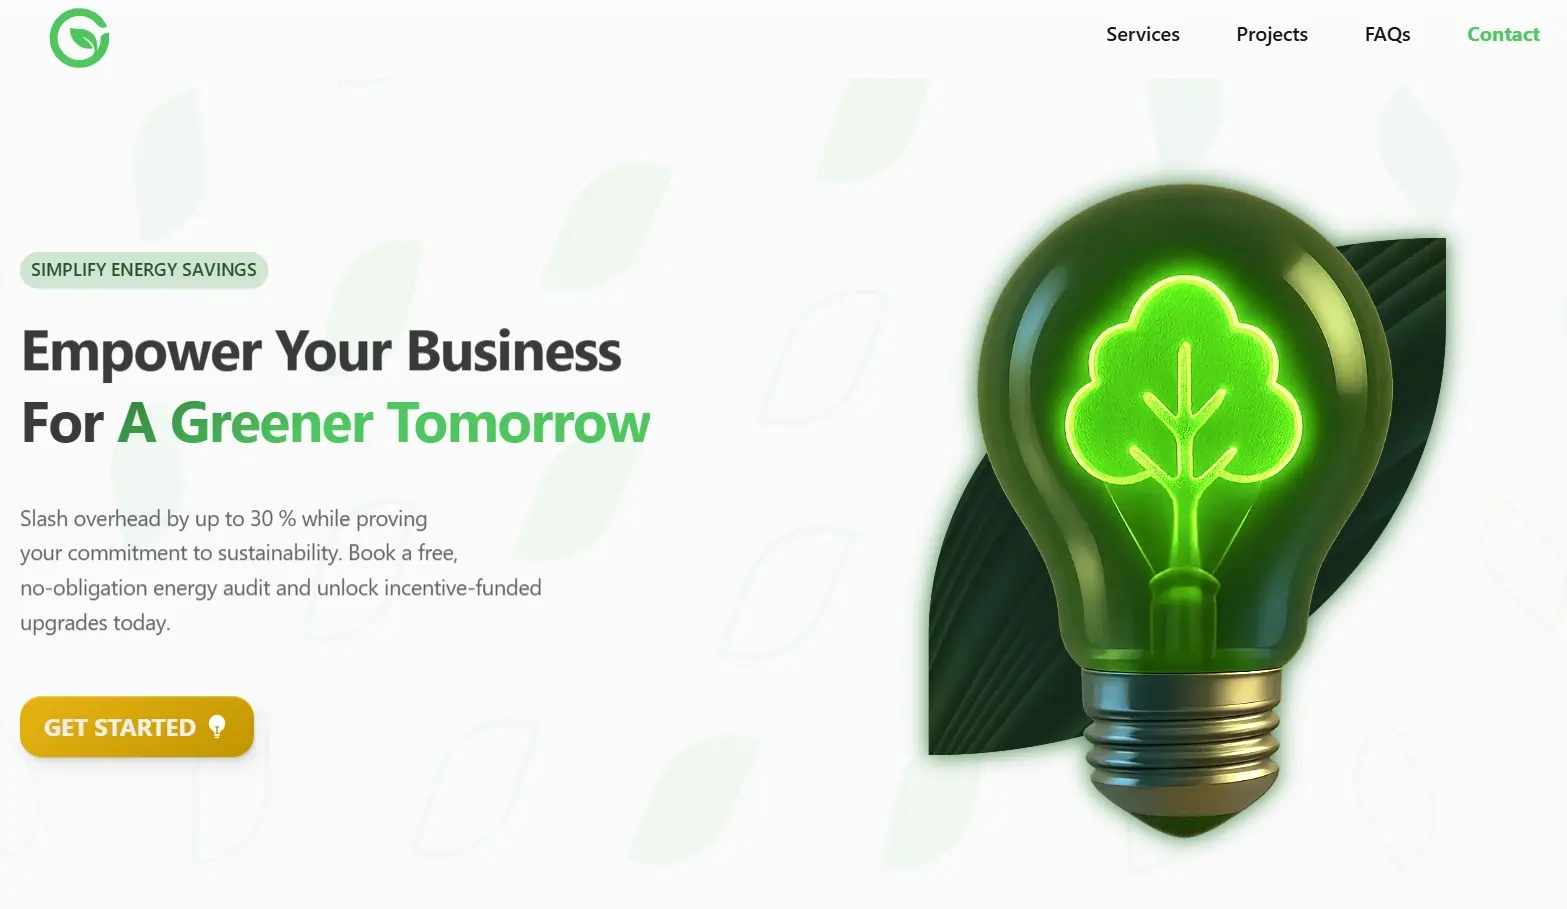 Services Projects FAQs Contact
SIMPLIFY ENERGY SAVINGS
Empower Your Business
For A Greener Tomorrow
Slash overhead by up to 30 % while proving
your commitment to sustainability. Book a free,
no-obligation energy audit and unlock incentive-funded
upgrades today.
GET STARTED